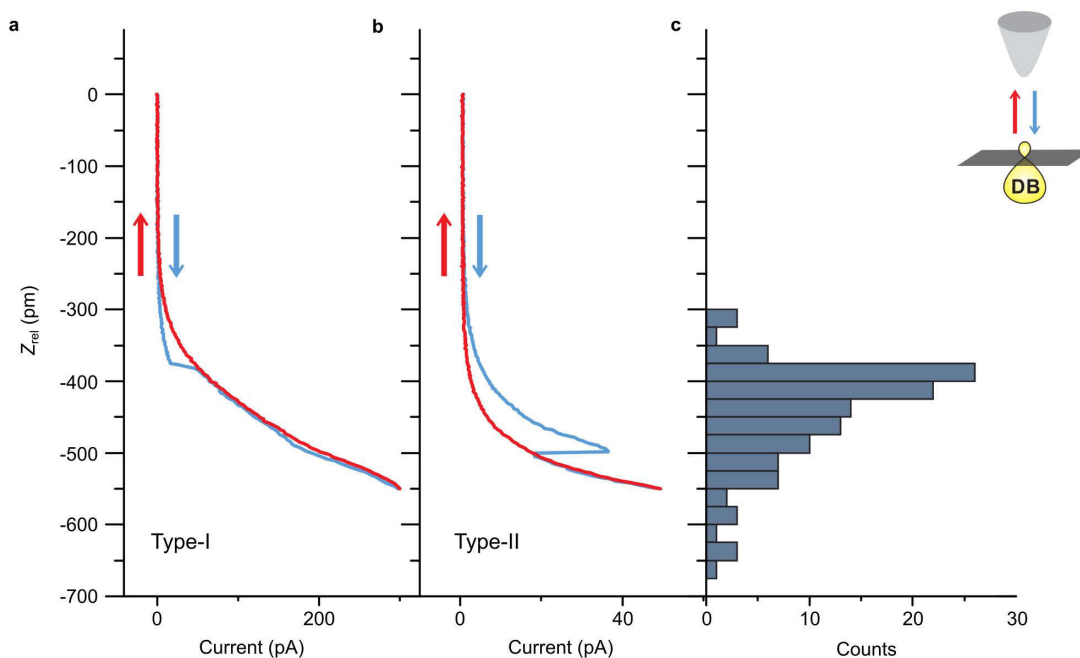 a
b
c
0
-100
-200
-300
-400
-500
-600
-700
Z_rel (pm)
Type-I
Type-II
DB
0 200
0 40
0 10 20 30
Current (pA)
Current (pA)
Counts